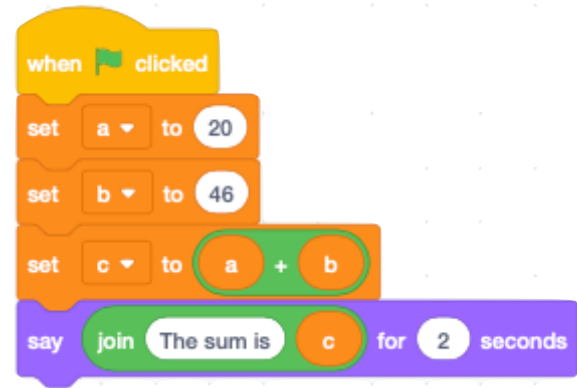 when clicked
set a to 20
set b to 46
set c to a + b
say join The sum is c for 2 seconds